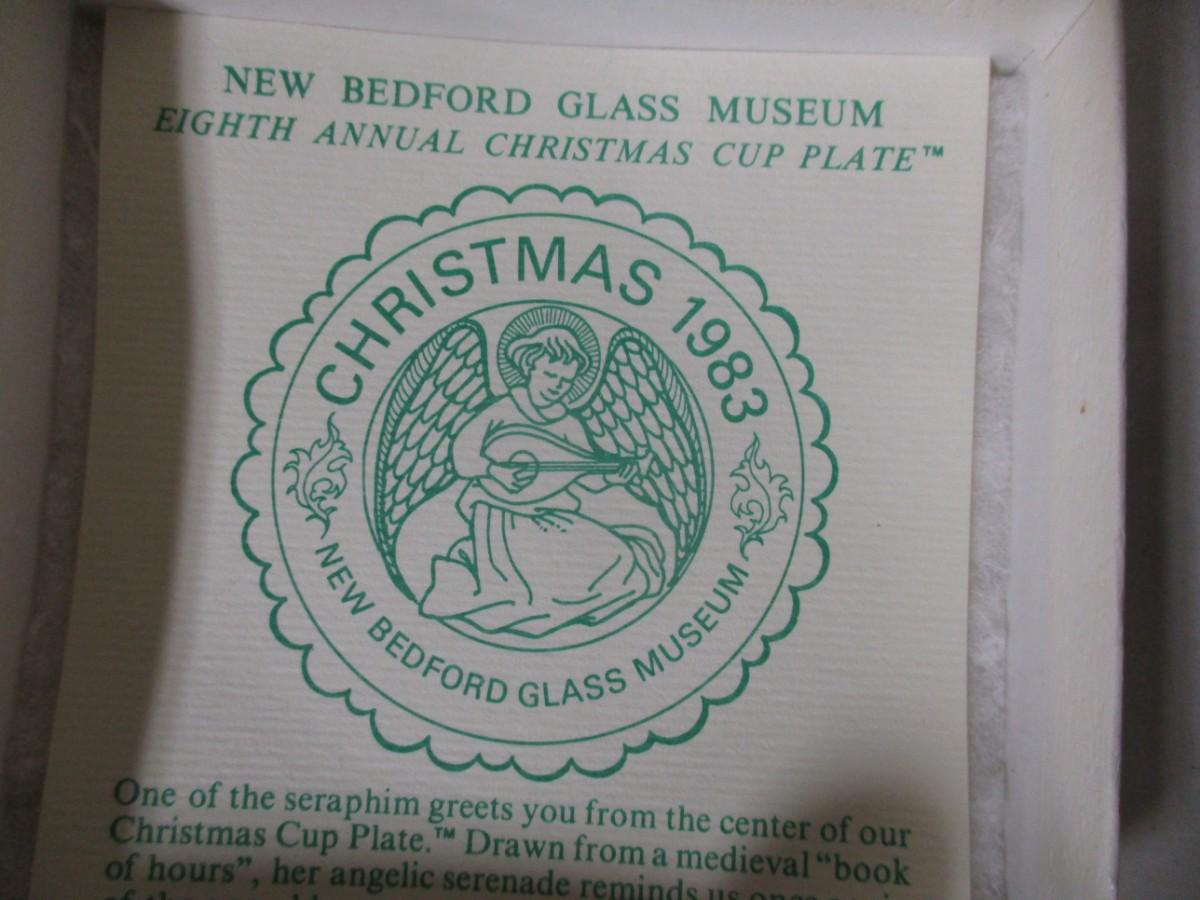 NEW BEDFORD GLASS MUSEUM
EIGHTH ANNUAL CHRISTMAS CUP PLATE™
CHRISTMAS 1983
NEW BEDFORD GLASS MUSEUM
One of the seraphim greets you from the center of our
Christmas Cup Plate.™ Drawn from a medieval “book
of hours”, her angelic serenade reminds us once